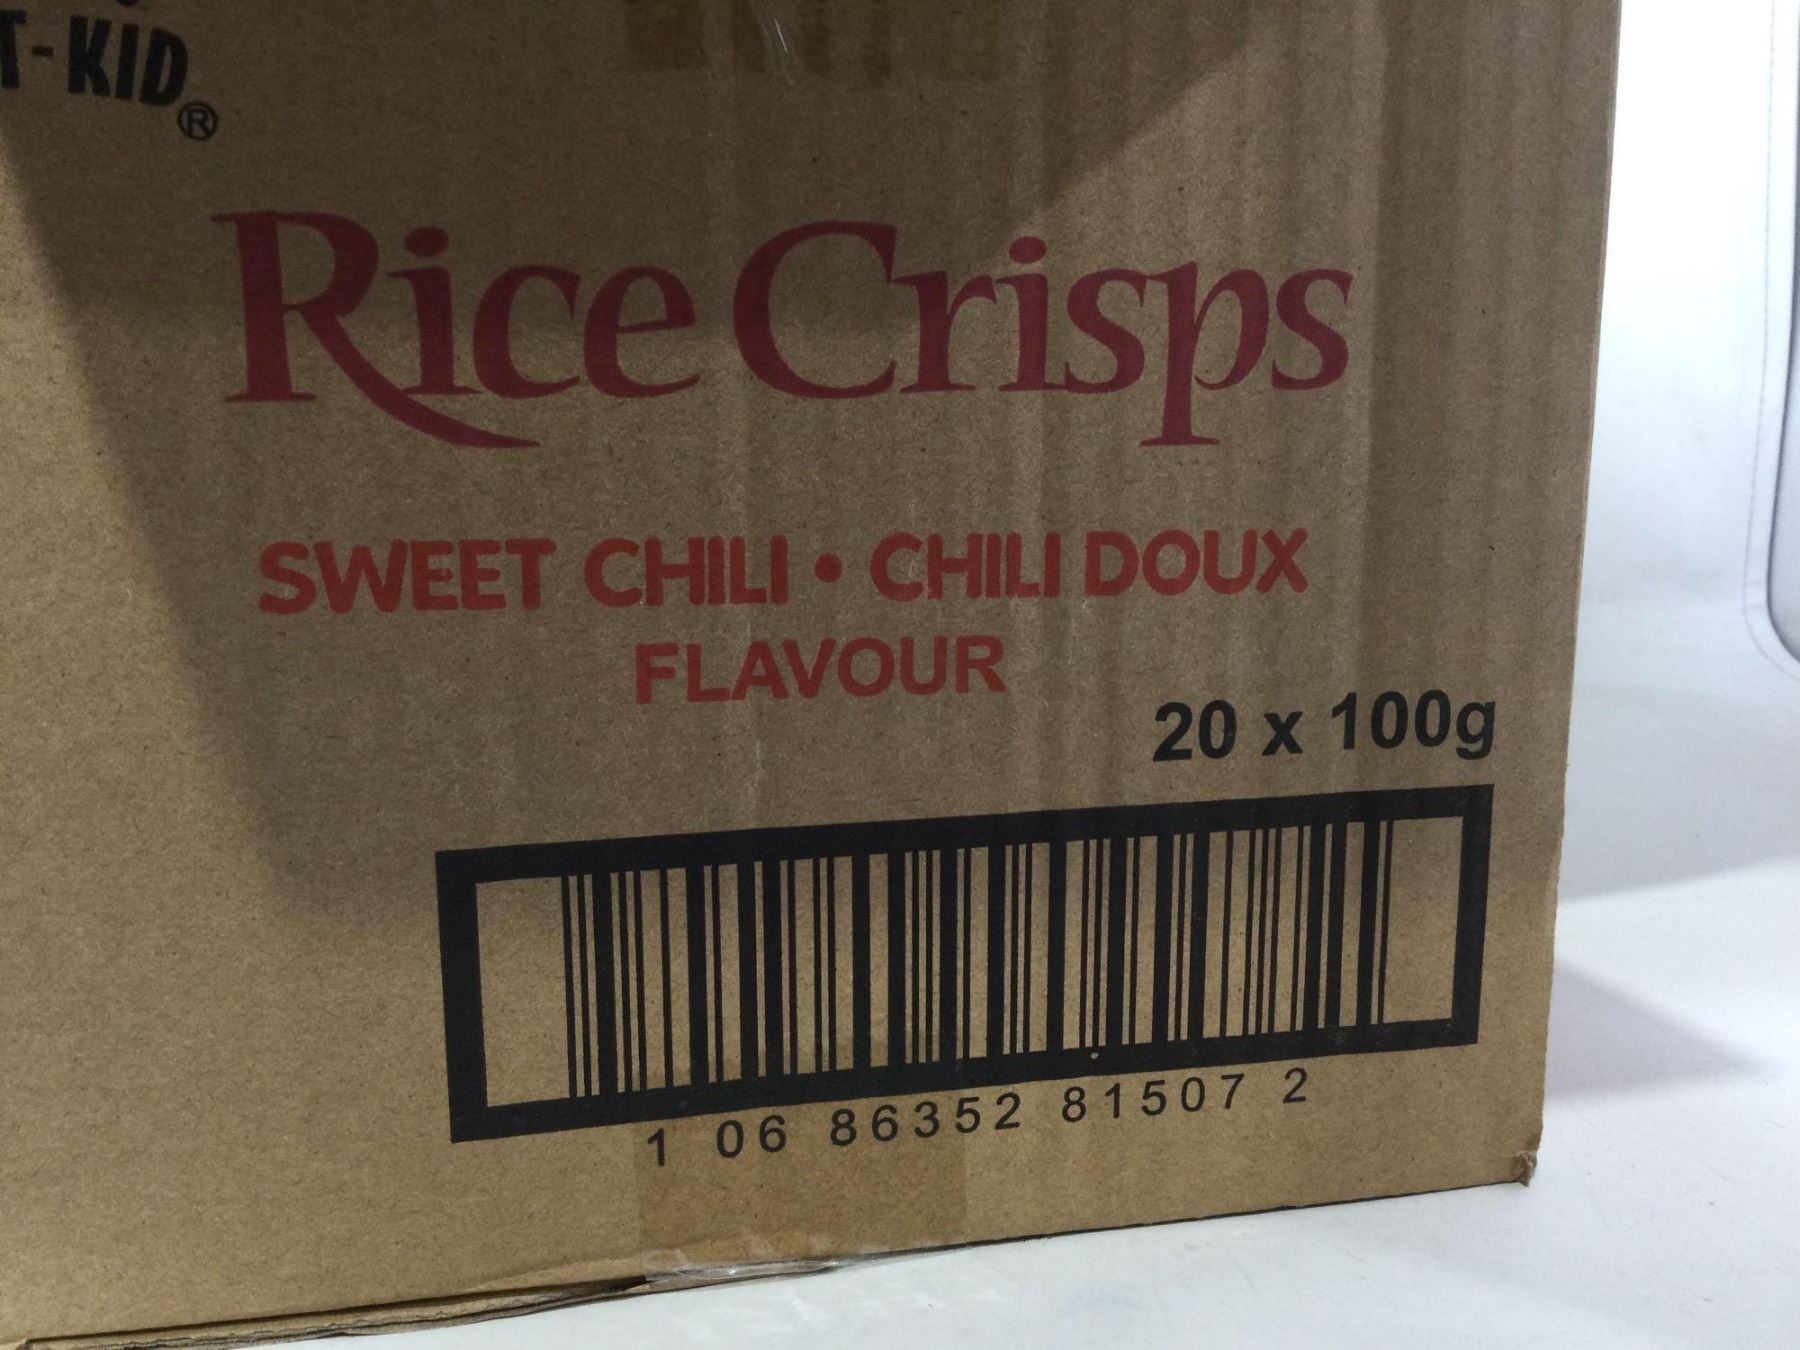 T-KID®
Rice Crisps
SWEET CHILI • CHILI DOUX
FLAVOUR
20 x 100g
1 06 86352 81507 2